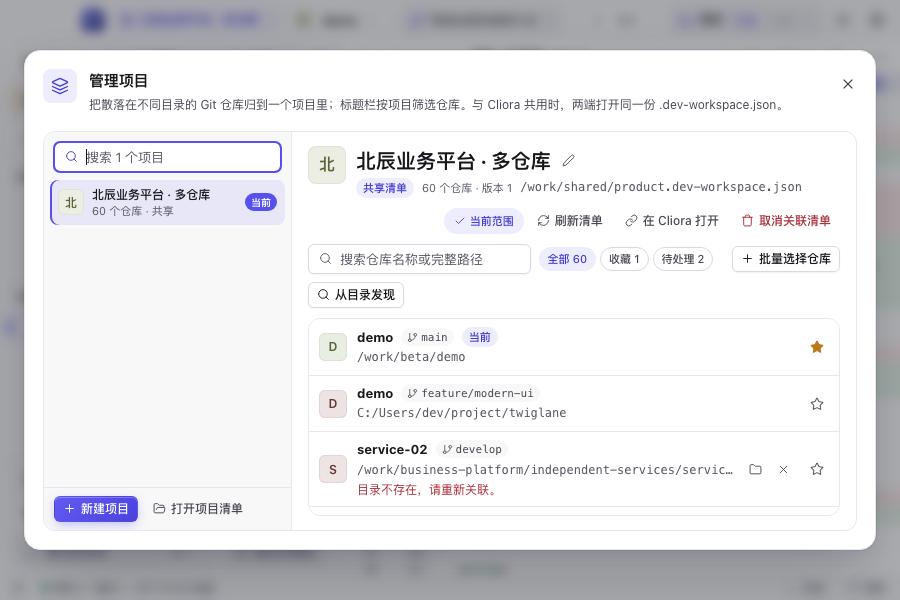 管理项目
把散落在不同目录的 Git 仓库归到一个项目里；标题栏按项目筛选仓库。与 Cliora 共用时，两端打开同一份 .dev-workspace.json。
搜索 1 个项目
北 北辰业务平台 · 多仓库
60 个仓库 · 共享
当前
新建项目
打开项目清单
北 北辰业务平台 · 多仓库
共享清单 60 个仓库 · 版本 1 /work/shared/product.dev-workspace.json
当前范围 刷新清单 在 Cliora 打开 取消关联清单
搜索仓库名称或完整路径 全部 60 收藏 1 待处理 2 批量选择仓库
从目录发现
D demo main 当前
/work/beta/demo
D demo feature/modern-ui
C:/Users/dev/project/twiglane
S service-02 develop
/work/business-platform/independent-services/servic…
目录不存在，请重新关联。